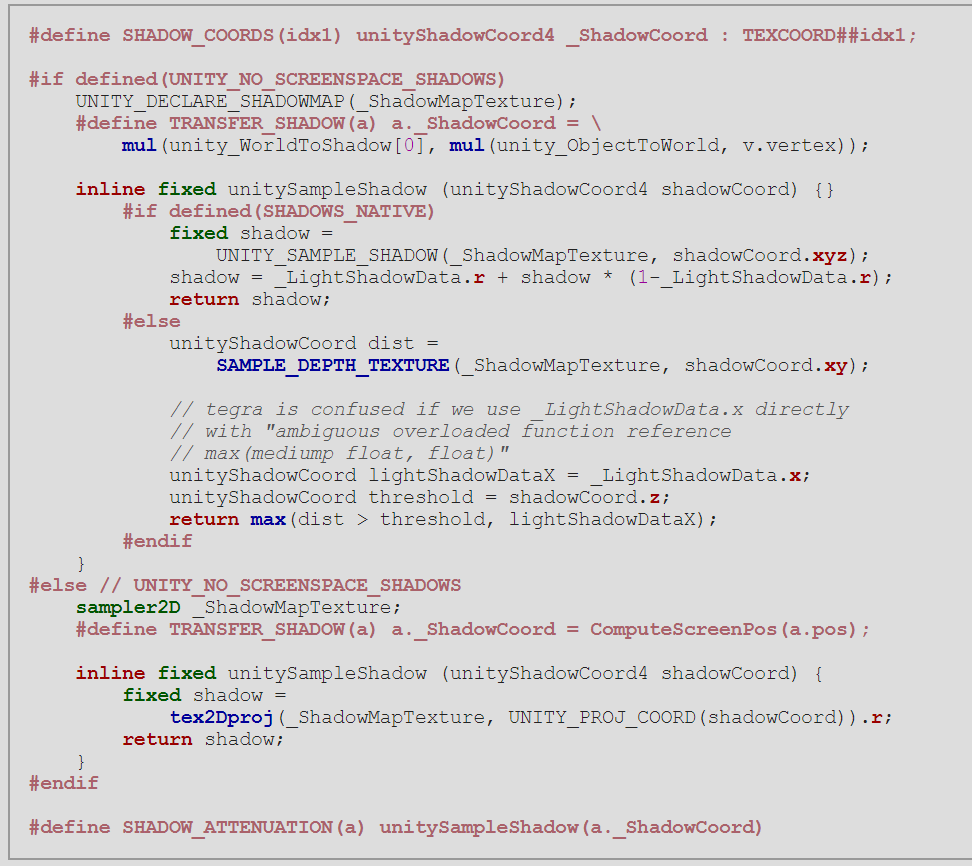 #define SHADOW_COORDS(idx1) unityShadowCoord4 _ShadowCoord : TEXCOORD##idx1;
#if defined(UNITY_NO_SCREENSPACE_SHADOWS)
UNITY_DECLARE_SHADOWMAP(_ShadowMapTexture);
#define TRANSFER_SHADOW(a) a._ShadowCoord = \
mul(unity_WorldToShadow[0], mul(unity_ObjectToWorld, v.vertex));
inline fixed unitySampleShadow (unityShadowCoord4 shadowCoord) {}
#if defined(SHADOWS_NATIVE)
fixed shadow =
UNITY_SAMPLE_SHADOW(_ShadowMapTexture, shadowCoord.xyz);
shadow = _LightShadowData.r + shadow * (1-_LightShadowData.r);
return shadow;
#else
unityShadowCoord dist =
SAMPLE_DEPTH_TEXTURE(_ShadowMapTexture, shadowCoord.xy);
// tegra is confused if we use _LightShadowData.x directly
// with "ambiguous overloaded function reference
// max(mediump float, float)"
unityShadowCoord lightShadowDataX = _LightShadowData.x;
unityShadowCoord threshold = shadowCoord.z;
return max(dist > threshold, lightShadowDataX);
#endif
}
#else // UNITY_NO_SCREENSPACE_SHADOWS
sampler2D _ShadowMapTexture;
#define TRANSFER_SHADOW(a) a._ShadowCoord = ComputeScreenPos(a.pos);
inline fixed unitySampleShadow (unityShadowCoord4 shadowCoord) {
fixed shadow =
tex2Dproj(_ShadowMapTexture, UNITY_PROJ_COORD(shadowCoord)).r;
return shadow;
}
#endif
#define SHADOW_ATTENUATION(a) unitySampleShadow(a._ShadowCoord)